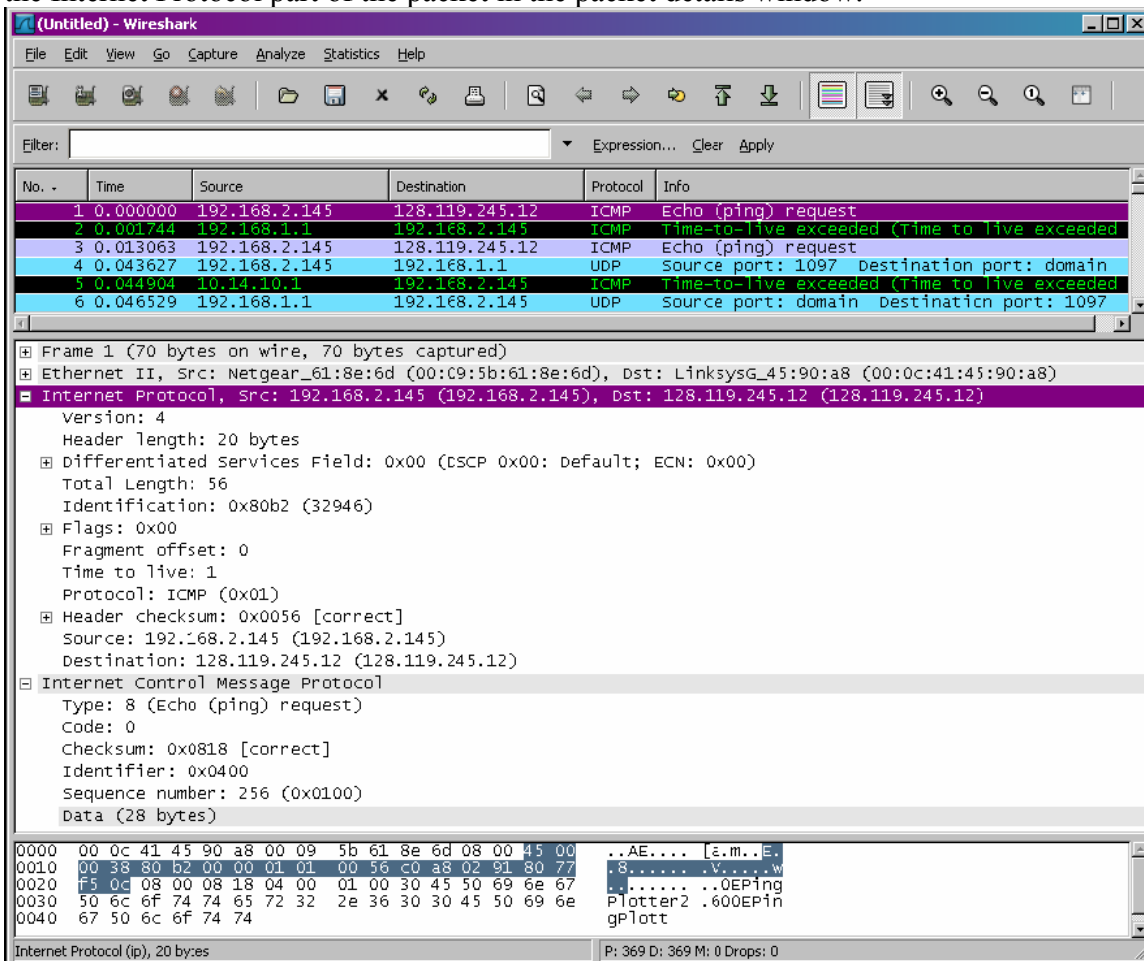 the Internet Protocol part of the packet in the packet details window.
(Untitled) - Wireshark
File Edit View Go Capture Analyze Statistics Help
Filter: Expression... Clear Apply
No. Time Source Destination Protocol Info
1 0.000000 192.168.2.145 128.119.245.12 ICMP Echo (ping) request
2 0.001744 192.168.1.1 192.168.2.145 ICMP Time-to-live exceeded (Time to live exceeded
3 0.013063 192.168.2.145 128.119.245.12 ICMP Echo (ping) request
4 0.043627 192.168.2.145 192.168.1.1 UDP Source port: 1097 Destination port: domain
5 0.044904 10.14.10.1 192.168.2.145 ICMP Time-to-live exceeded (Time to live exceeded
6 0.046529 192.168.1.1 192.168.2.145 UDP Source port: domain Destination port: 1097
Frame 1 (70 bytes on wire, 70 bytes captured)
Ethernet II, Src: Netgear_61:8e:6d (00:09:5b:61:8e:6d), Dst: LinksysG_45:90:a8 (00:0c:41:45:90:a8)
Internet Protocol, Src: 192.168.2.145 (192.168.2.145), Dst: 128.119.245.12 (128.119.245.12)
Version: 4
Header length: 20 bytes
Differentiated Services Field: 0x00 (DSCP 0x00: Default; ECN: 0x00)
Total Length: 56
Identification: 0x80b2 (32946)
Flags: 0x00
Fragment offset: 0
Time to live: 1
Protocol: ICMP (0x01)
Header checksum: 0x0056 [correct]
Source: 192.168.2.145 (192.168.2.145)
Destination: 128.119.245.12 (128.119.245.12)
Internet Control Message Protocol
Type: 8 (Echo (ping) request)
Code: 0
Checksum: 0x0818 [correct]
Identifier: 0x0400
Sequence number: 256 (0x0100)
Data (28 bytes)
0000 00 0c 41 45 90 a8 00 09 5b 61 8e 6d 08 00 45 00 ..AE.... [a.m..E.
0010 00 38 80 b2 00 00 01 01 00 56 c0 a8 02 91 80 77 .8...... .V.....w
0020 f5 0c 08 00 08 18 04 00 01 00 30 45 50 69 6e 67 ........ ..0EPing
0030 50 6c 6f 74 74 65 72 32 2e 36 30 30 45 50 69 6e Plotter2 .600EPin
0040 67 50 6c 6f 74 74 gPlott
Internet Protocol (ip), 20 bytes P: 369 D: 369 M: 0 Drops: 0